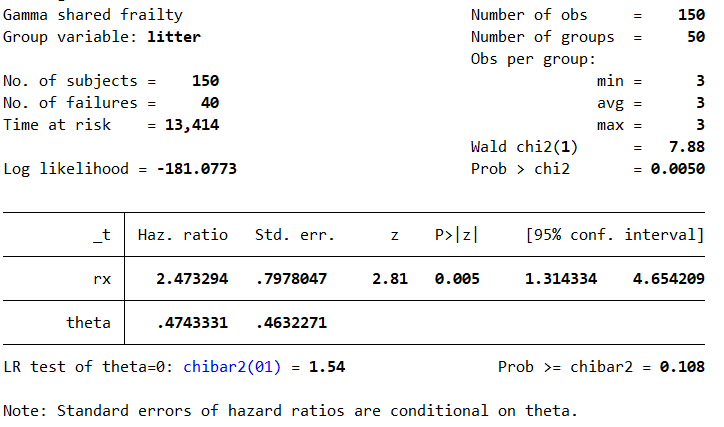 Gamma shared frailty Number of obs = 150
Group variable: litter Number of groups = 50
Obs per group:
No. of subjects = 150 min = 3
No. of failures = 40 avg = 3
Time at risk = 13,414 max = 3
Wald chi2(1) = 7.88
Log likelihood = -181.0773 Prob > chi2 = 0.0050
_t Haz. ratio Std. err. z P>|z| [95% conf. interval]
rx 2.473294 .7978047 2.81 0.005 1.314334 4.654209
theta .4743331 .4632271
LR test of theta=0: chibar2(01) = 1.54 Prob >= chibar2 = 0.108
Note: Standard errors of hazard ratios are conditional on theta.